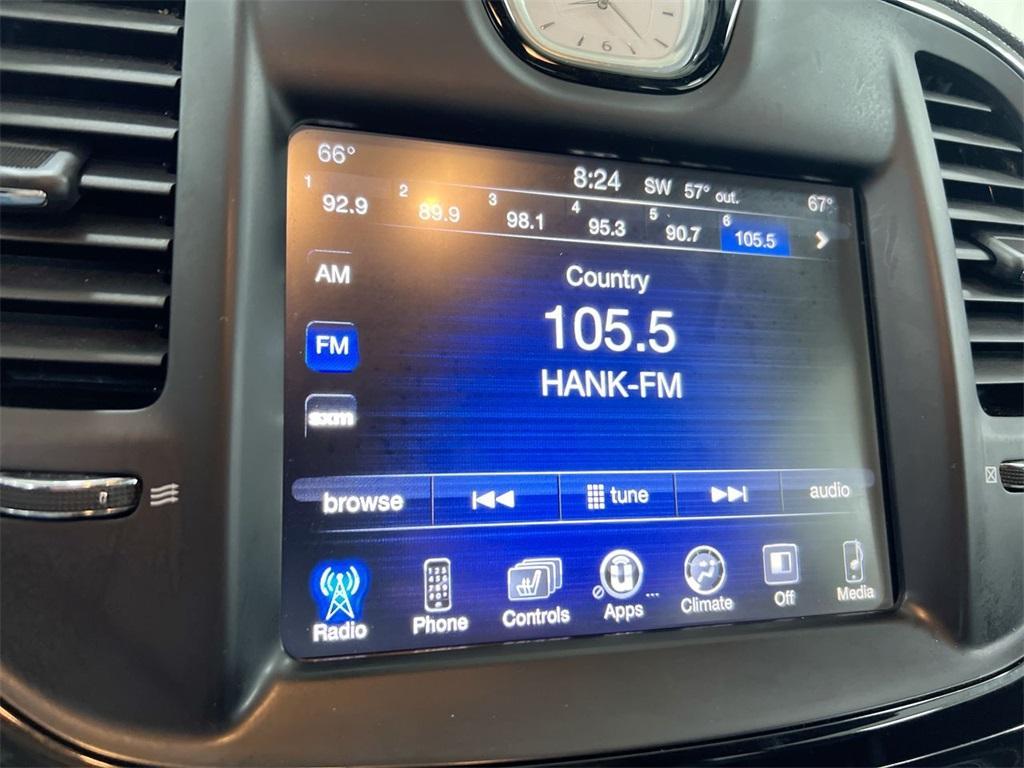 6
66° 8:24 SW 57° out. 67°
1 92.9 2 89.9 3 98.1 4 95.3 5 90.7 6 105.5
AM
Country
FM
105.5
HANK-FM
sxm
browse tune audio
Radio Phone Controls Apps Climate Off Media